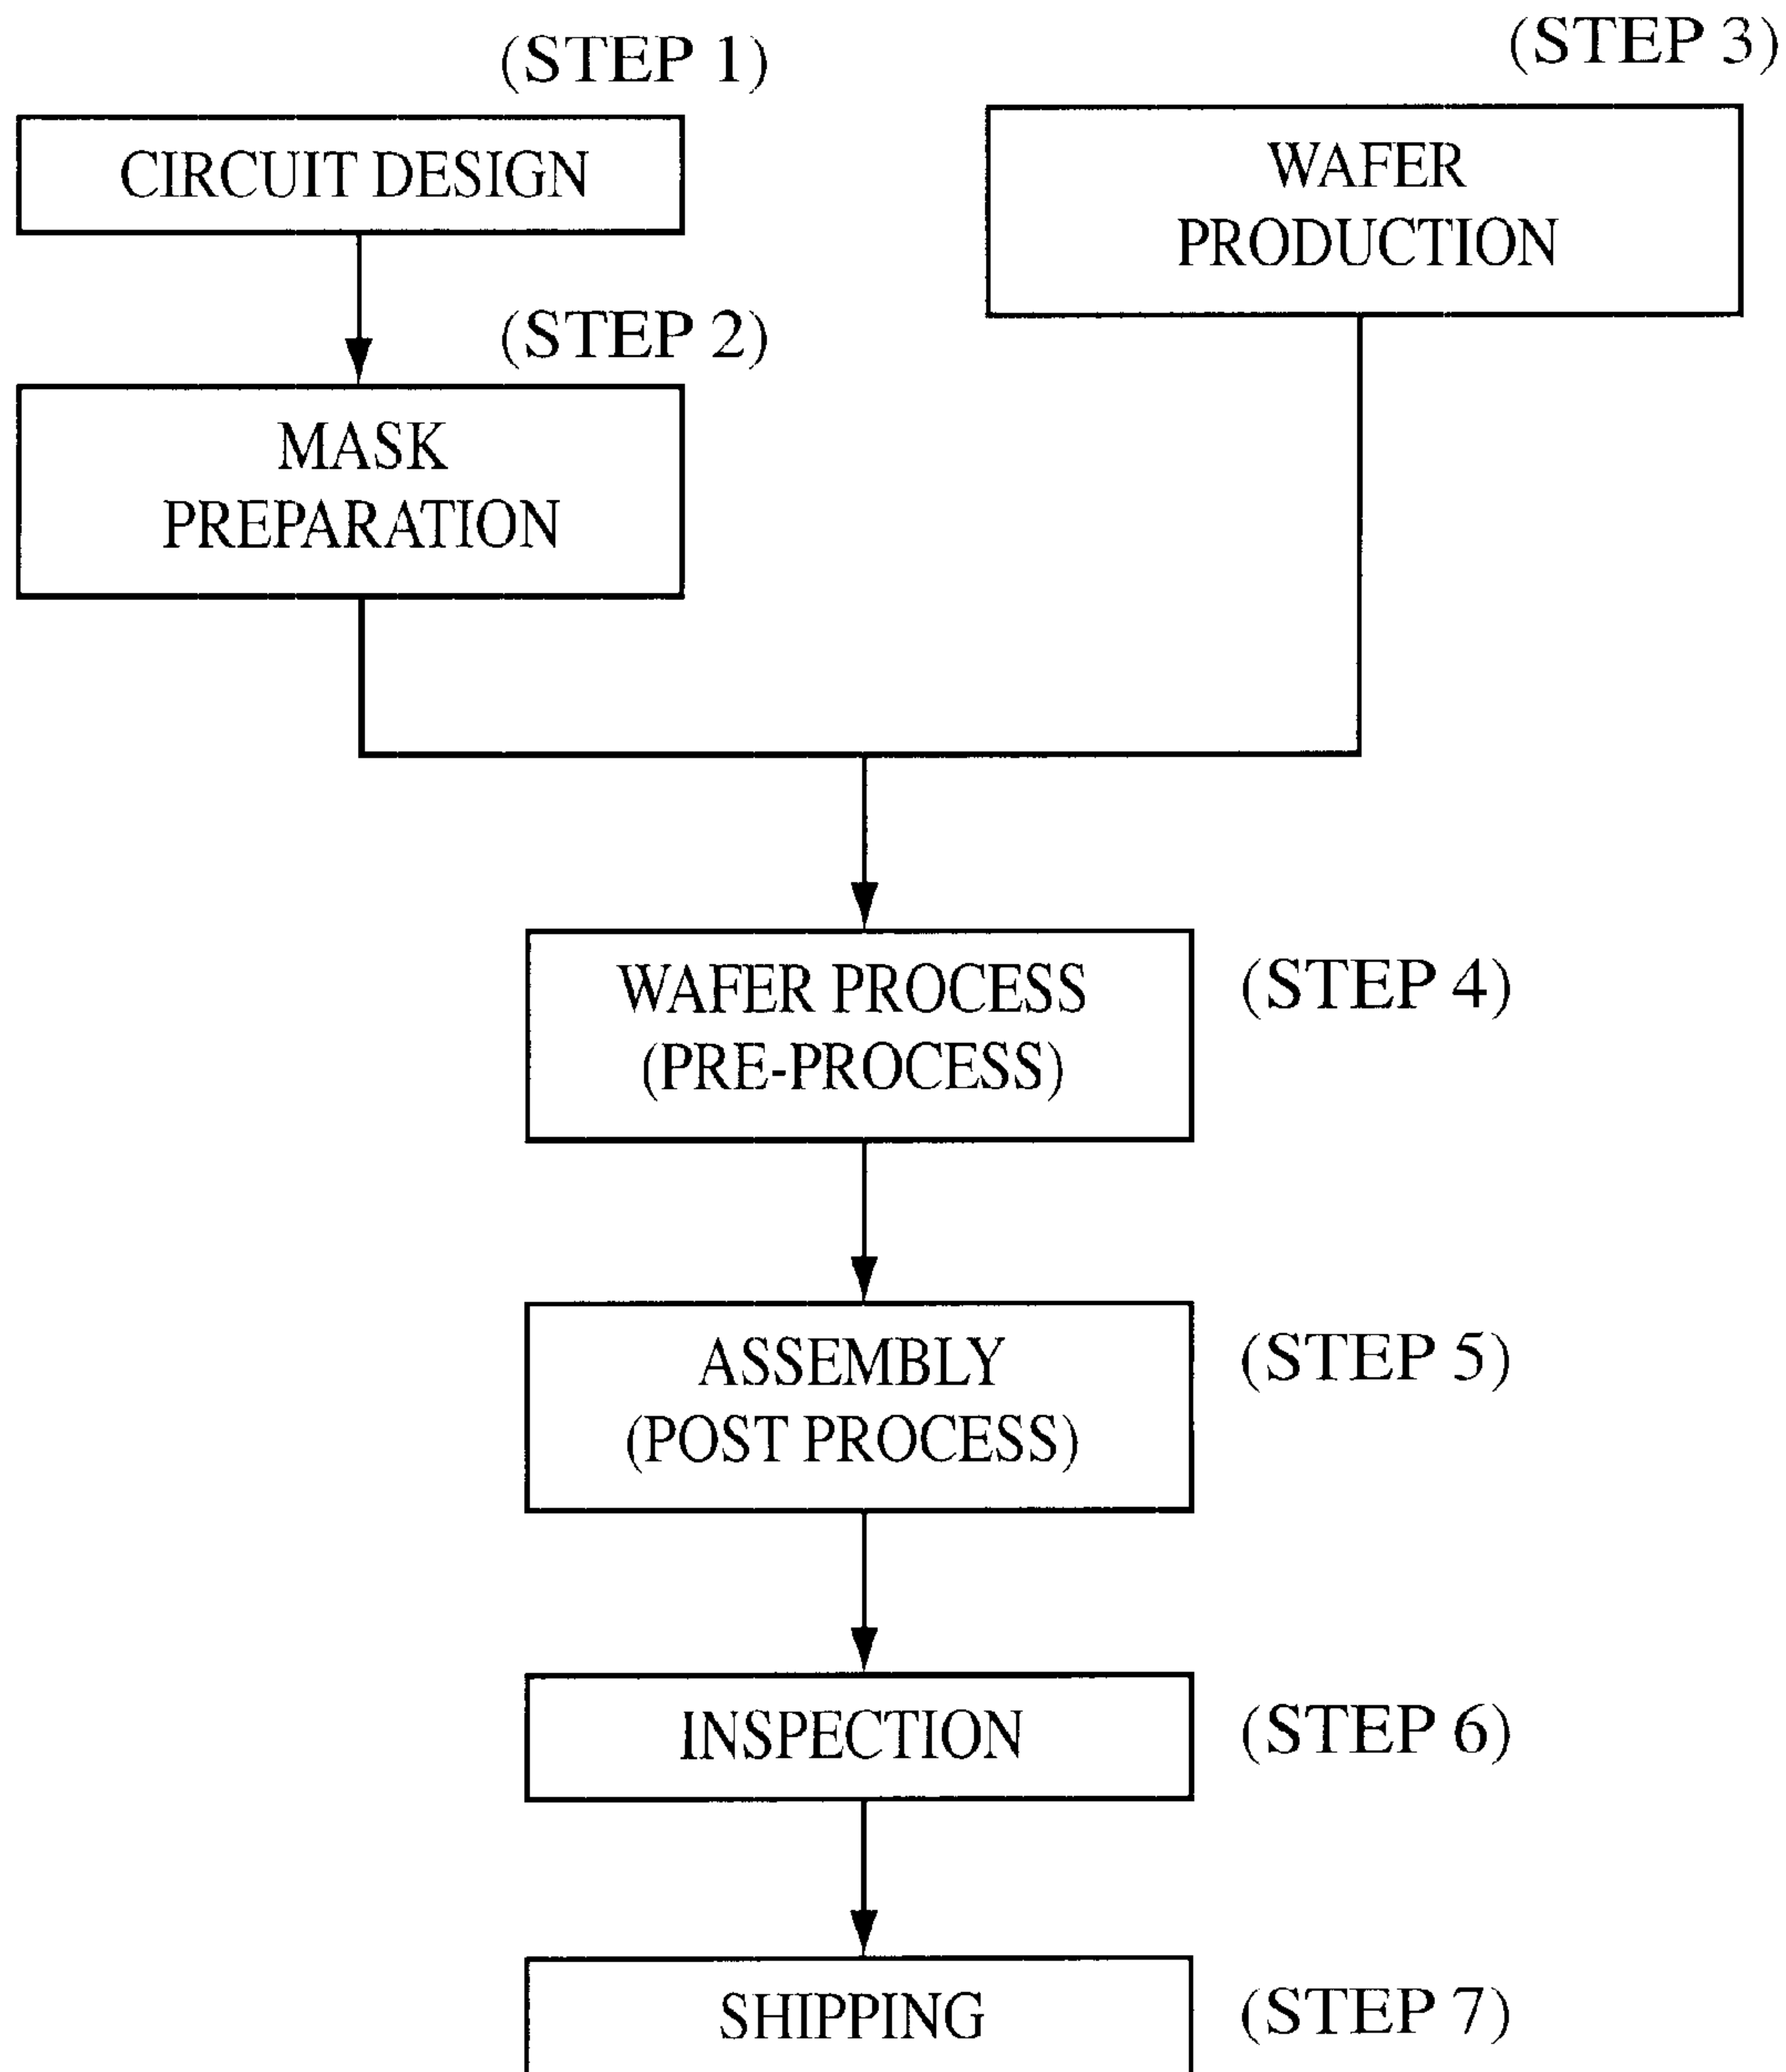 (STEP 1)
CIRCUIT DESIGN
(STEP 2)
MASK
PREPARATION
(STEP 3)
WAFER
PRODUCTION
WAFER PROCESS
(PRE-PROCESS)
(STEP 4)
ASSEMBLY
(POST PROCESS)
(STEP 5)
INSPECTION
(STEP 6)
SHIPPING
(STEP 7)